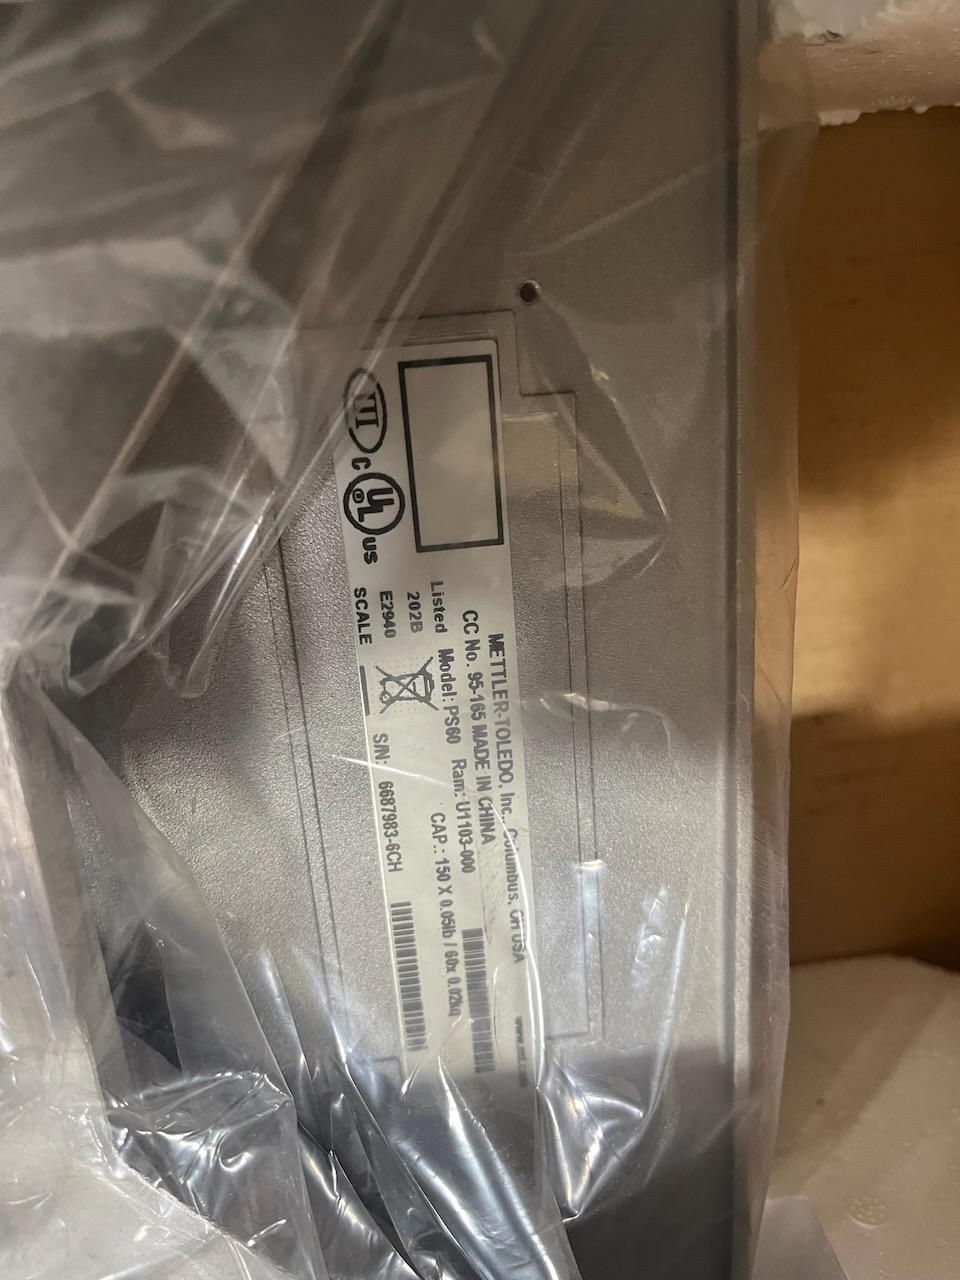 METTLER-TOLEDO, Inc., Columbus, OH USA
CC No. 95-165 MADE IN CHINA
Model: PS60 Ram: U1103-000
CAP.: 150 X 0.05lb / 60x 0.02kg
S/N: 6687983-6CH
Listed
202B
E2940
SCALE
C UL US